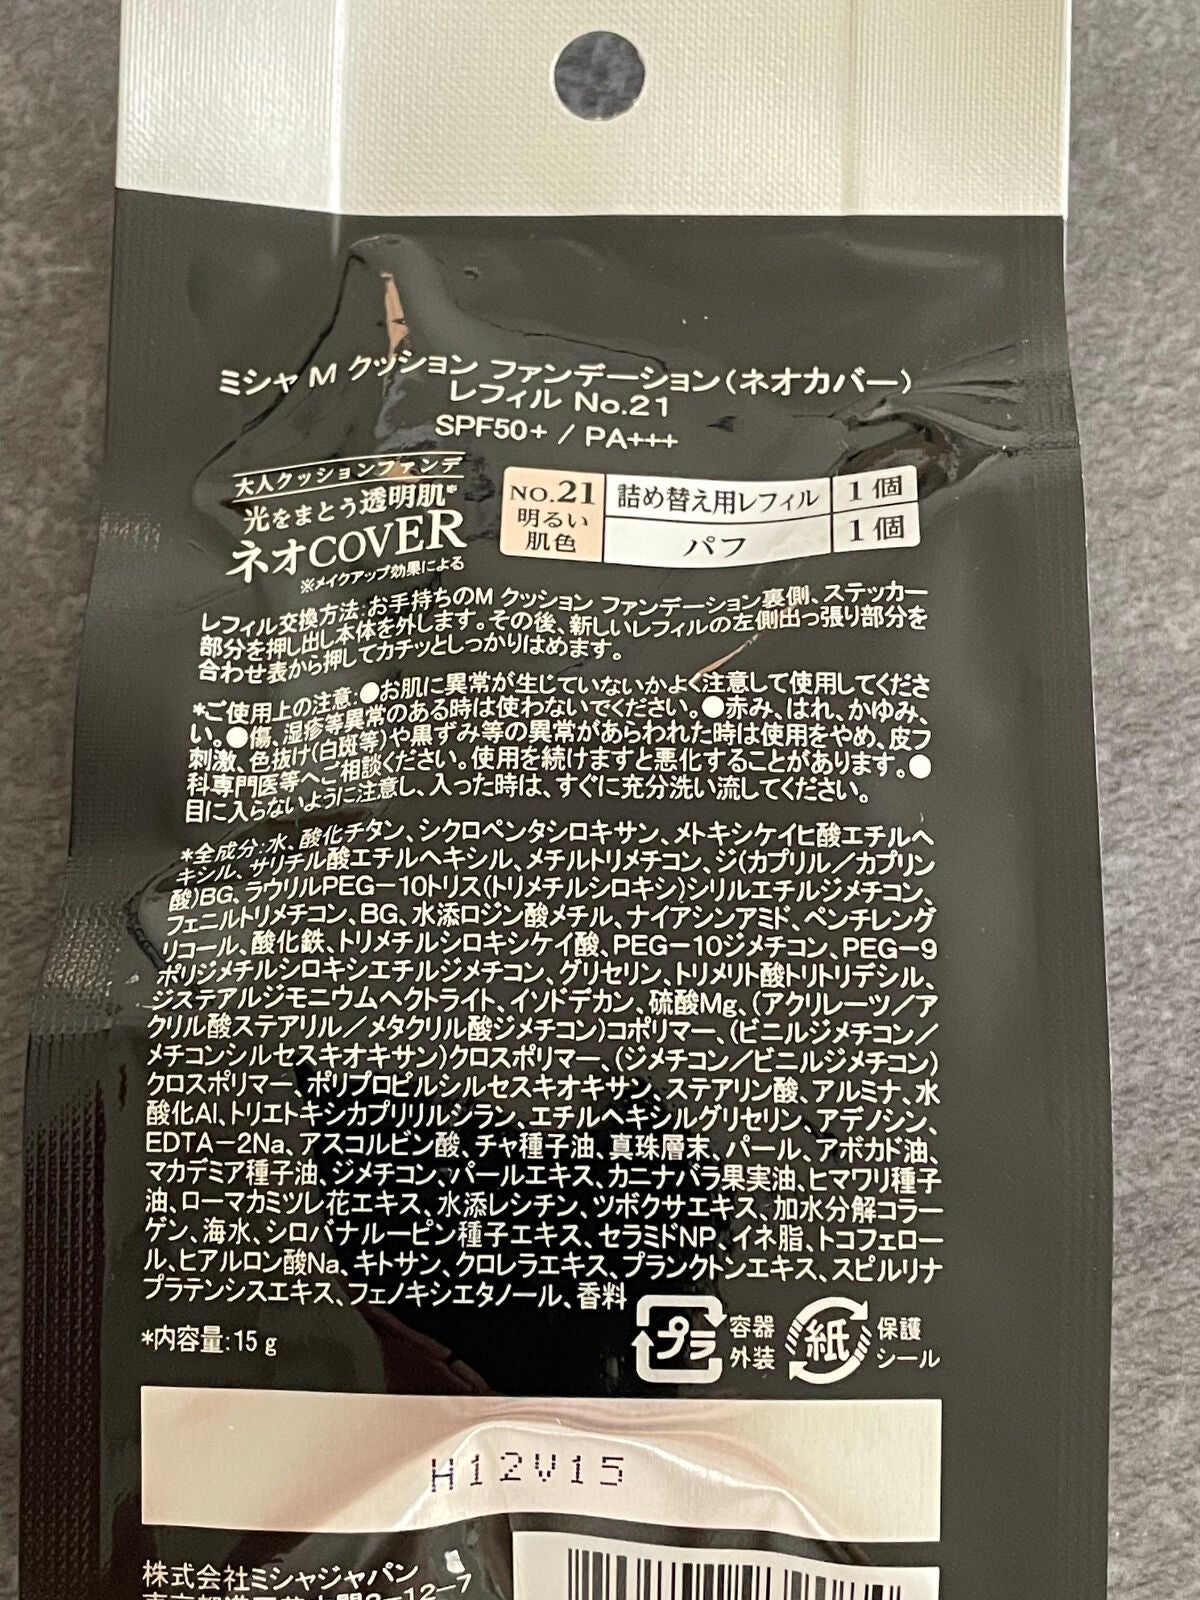 ミシャ M クッション ファンデーション(ネオカバー)
レフィル No.21
SPF50+ / PA+++
大人クッションファンデ
光をまとう透明肌※
ネオCOVER
※メイクアップ効果による
NO.21
明るい
肌色
詰め替え用レフィル 1個
パフ 1個
レフィル交換方法:お手持ちのM クッション ファンデーション裏側、ステッカー
部分を押し出し本体を外します。その後、新しいレフィルの左側出っ張り部分を
合わせ表から押してカチッとしっかりはめます。
*ご使用上の注意:●お肌に異常が生じていないかよく注意して使用してくださ
い。●傷、湿疹等異常のある時は使わないでください。●赤み、はれ、かゆみ、
刺激、色抜け(白斑等)や黒ずみ等の異常があらわれた時は使用をやめ、皮フ
科専門医等へご相談ください。使用を続けますと悪化することがあります。●
目に入らないように注意し、入った時は、すぐに充分洗い流してください。
*全成分:水、酸化チタン、シクロペンタシロキサン、メトキシケイヒ酸エチルヘ
キシル、サリチル酸エチルヘキシル、メチルトリメチコン、ジ(カプリル/カプリン
酸)BG、ラウリルPEG-10トリス(トリメチルシロキシ)シリルエチルジメチコン、
フェニルトリメチコン、BG、水添ロジン酸メチル、ナイアシンアミド、ペンチレング
リコール、酸化鉄、トリメチルシロキシケイ酸、PEG-10ジメチコン、PEG-9
ポリジメチルシロキシエチルジメチコン、グリセリン、トリメリト酸トリトリデシル、
ジステアルジモニウムヘクトライト、イソドデカン、硫酸Mg、(アクリレーツ/ア
クリル酸ステアリル/メタクリル酸ジメチコン)コポリマー、(ビニルジメチコン/
メチコンシルセスキオキサン)クロスポリマー、(ジメチコン/ビニルジメチコン)
クロスポリマー、ポリプロピルシルセスキオキサン、ステアリン酸、アルミナ、水
酸化Al、トリエトキシカプリリルシラン、エチルヘキシルグリセリン、アデノシン、
EDTA-2Na、アスコルビン酸、チャ種子油、真珠層末、パール、アボカド油、
マカデミア種子油、ジメチコン、パールエキス、カニナバラ果実油、ヒマワリ種子
油、ローマカミツレ花エキス、水添レシチン、ツボクサエキス、加水分解コラー
ゲン、海水、シロバナルーピン種子エキス、セラミドNP、イネ脂、トコフェロー
ル、ヒアルロン酸Na、キトサン、クロレラエキス、プランクトンエキス、スピルリナ
プラテンシスエキス、フェノキシエタノール、香料
プラ
容器
外装
紙
保護
シール
*内容量:15g
H12V15
株式会社ミシャジャパン